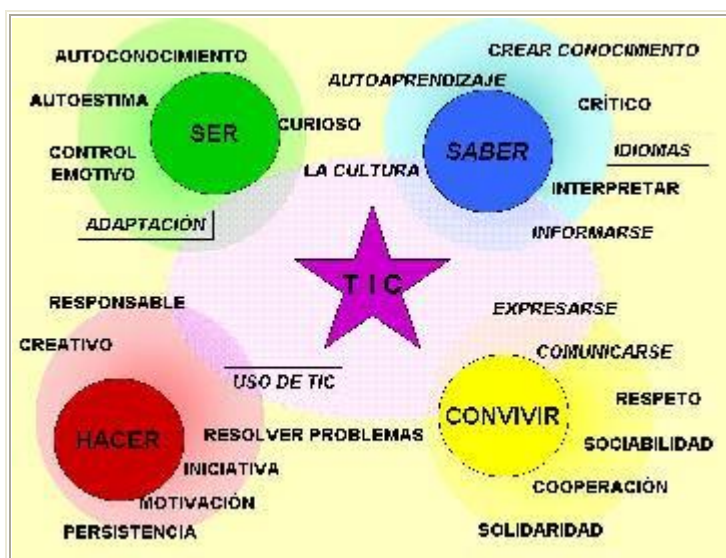 AUTOCONOCIMIENTO
AUTOESTIMA
SER
CURIOSO
CONTROL
EMOTIVO
ADAPTACIÓN
CREAR CONOCIMIENTO
AUTOAPRENDIZAJE
CRÍTICO
SABER
IDIOMAS
LA CULTURA
INTERPRETAR
INFORMARSE
TIC
RESPONSABLE
CREATIVO
USO DE TIC
HACER
RESOLVER PROBLEMAS
INICIATIVA
MOTIVACIÓN
PERSISTENCIA
EXPRESARSE
COMUNICARSE
CONVIVIR
RESPETO
SOCIABILIDAD
COOPERACIÓN
SOLIDARIDAD